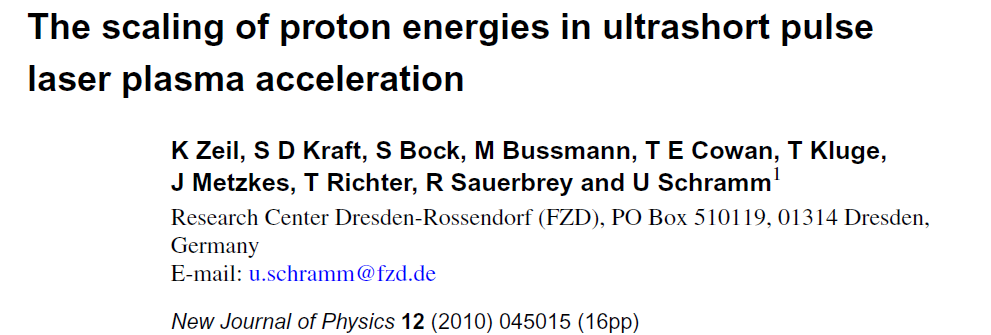 The scaling of proton energies in ultrashort pulse
laser plasma acceleration
K Zeil, S D Kraft, S Bock, M Bussmann, T E Cowan, T Kluge,
J Metzkes, T Richter, R Sauerbrey and U Schramm1
Research Center Dresden-Rossendorf (FZD), PO Box 510119, 01314 Dresden,
Germany
E-mail: u.schramm@fzd.de
New Journal of Physics 12 (2010) 045015 (16pp)